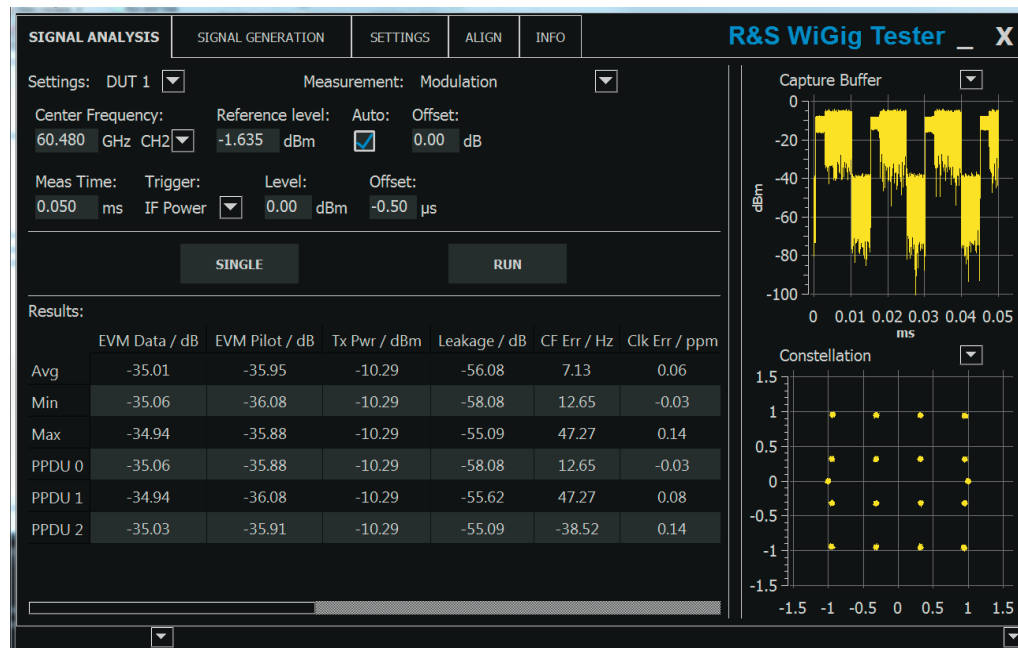 SIGNAL ANALYSIS SIGNAL GENERATION SETTINGS ALIGN INFO R&S WiGig Tester _ X
Settings: DUT 1 Measurement: Modulation
Center Frequency: Reference level: Auto: Offset:
60.480 GHz CH2 -1.635 dBm 0.00 dB
Meas Time: Trigger: Level: Offset:
0.050 ms IF Power 0.00 dBm -0.50 µs
SINGLE RUN
Results:
EVM Data / dB EVM Pilot / dB Tx Pwr / dBm Leakage / dB CF Err / Hz Clk Err / ppm
Avg -35.01 -35.95 -10.29 -56.08 7.13 0.06
Min -35.06 -36.08 -10.29 -58.08 12.65 -0.03
Max -34.94 -35.88 -10.29 -55.09 47.27 0.14
PPDU 0 -35.06 -35.88 -10.29 -58.08 12.65 -0.03
PPDU 1 -34.94 -36.08 -10.29 -55.62 47.27 0.08
PPDU 2 -35.03 -35.91 -10.29 -55.09 -38.52 0.14
Capture Buffer
0
-20
-40
dBm
-60
-80
-100
0 0.01 0.02 0.03 0.04 0.05
ms
Constellation
1.5
1
0.5
0
-0.5
-1
-1.5
-1.5 -1 -0.5 0 0.5 1 1.5